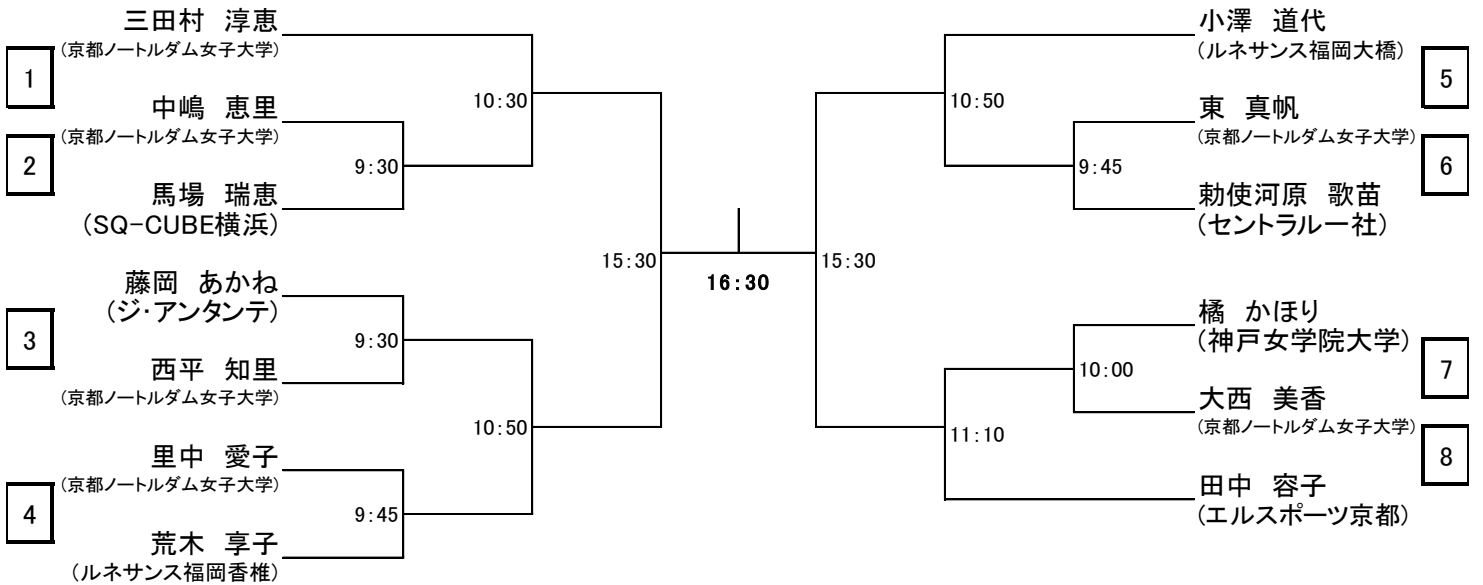 三田村 淳恵
(京都ノートルダム女子大学)
1
10:30
中嶋 恵里
(京都ノートルダム女子大学)
2
9:30
馬場 瑞恵
(SQ-CUBE横浜)
15:30
藤岡 あかね
(ジ・アンタンテ)
3
9:30
西平 知里
(京都ノートルダム女子大学)
10:50
里中 愛子
(京都ノートルダム女子大学)
4
9:45
荒木 享子
(ルネサンス福岡香椎)
16:30
小澤 道代
(ルネサンス福岡大橋)
5
10:50
東 真帆
(京都ノートルダム女子大学)
6
9:45
勅使河原 歌苗
(セントラル一社)
15:30
橘 かほり
(神戸女学院大学)
7
10:00
大西 美香
(京都ノートルダム女子大学)
11:10
8
田中 容子
(エルスポーツ京都)